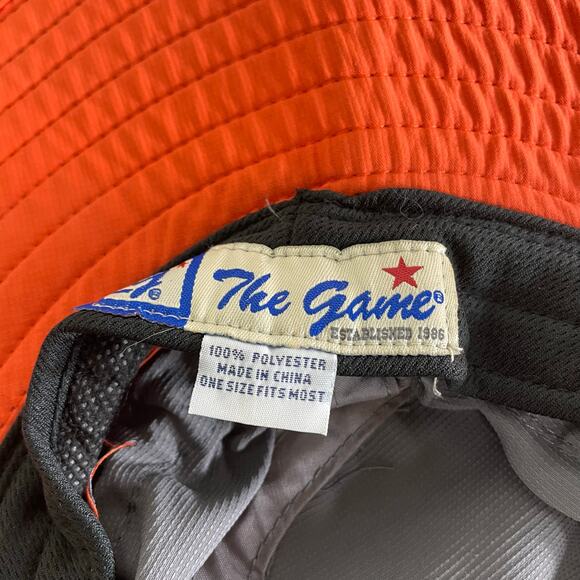 The Game®
ESTABLISHED 1986
100% POLYESTER
MADE IN CHINA
ONE SIZE FITS MOST